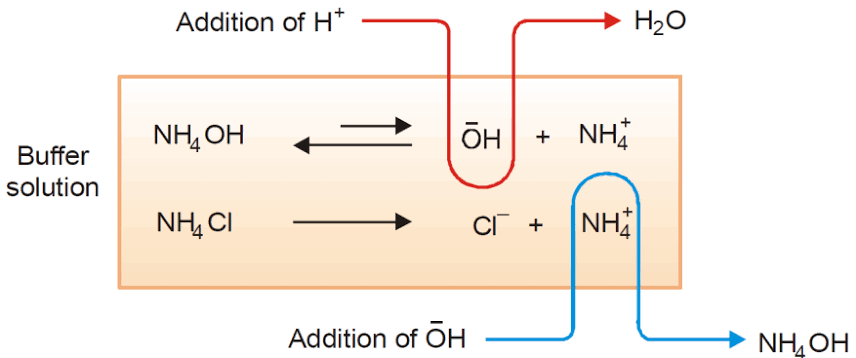 Addition of H⁺ H₂O
NH₄OH ŌH + NH₄⁺
Buffer
solution
NH₄Cl Cl⁻ + NH₄⁺
Addition of ŌH NH₄OH